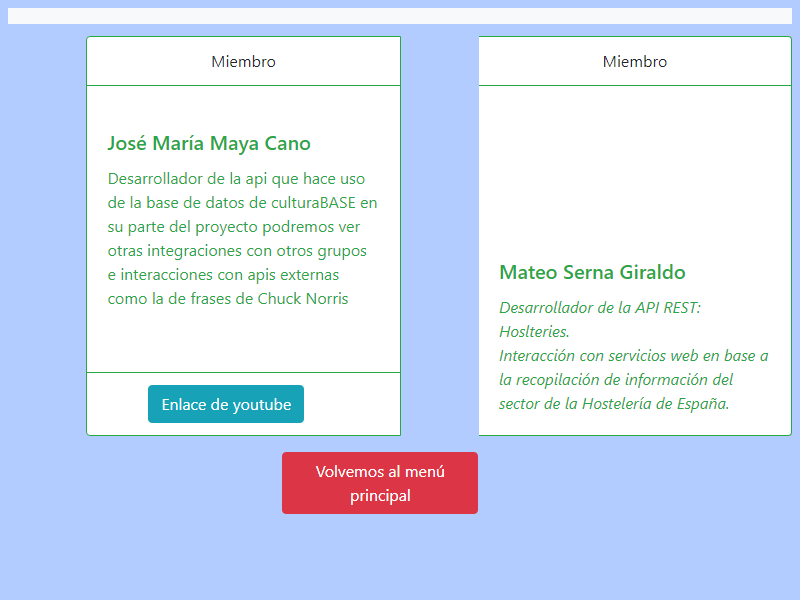 Miembro
José María Maya Cano
Desarrollador de la api que hace uso
de la base de datos de culturaBASE en
su parte del proyecto podremos ver
otras integraciones con otros grupos
e interacciones con apis externas
como la de frases de Chuck Norris
Enlace de youtube
Miembro
Mateo Serna Giraldo
Desarrollador de la API REST:
Hoslteries.
Interacción con servicios web en base a
la recopilación de información del
sector de la Hostelería de España.
Volvemos al menú
principal